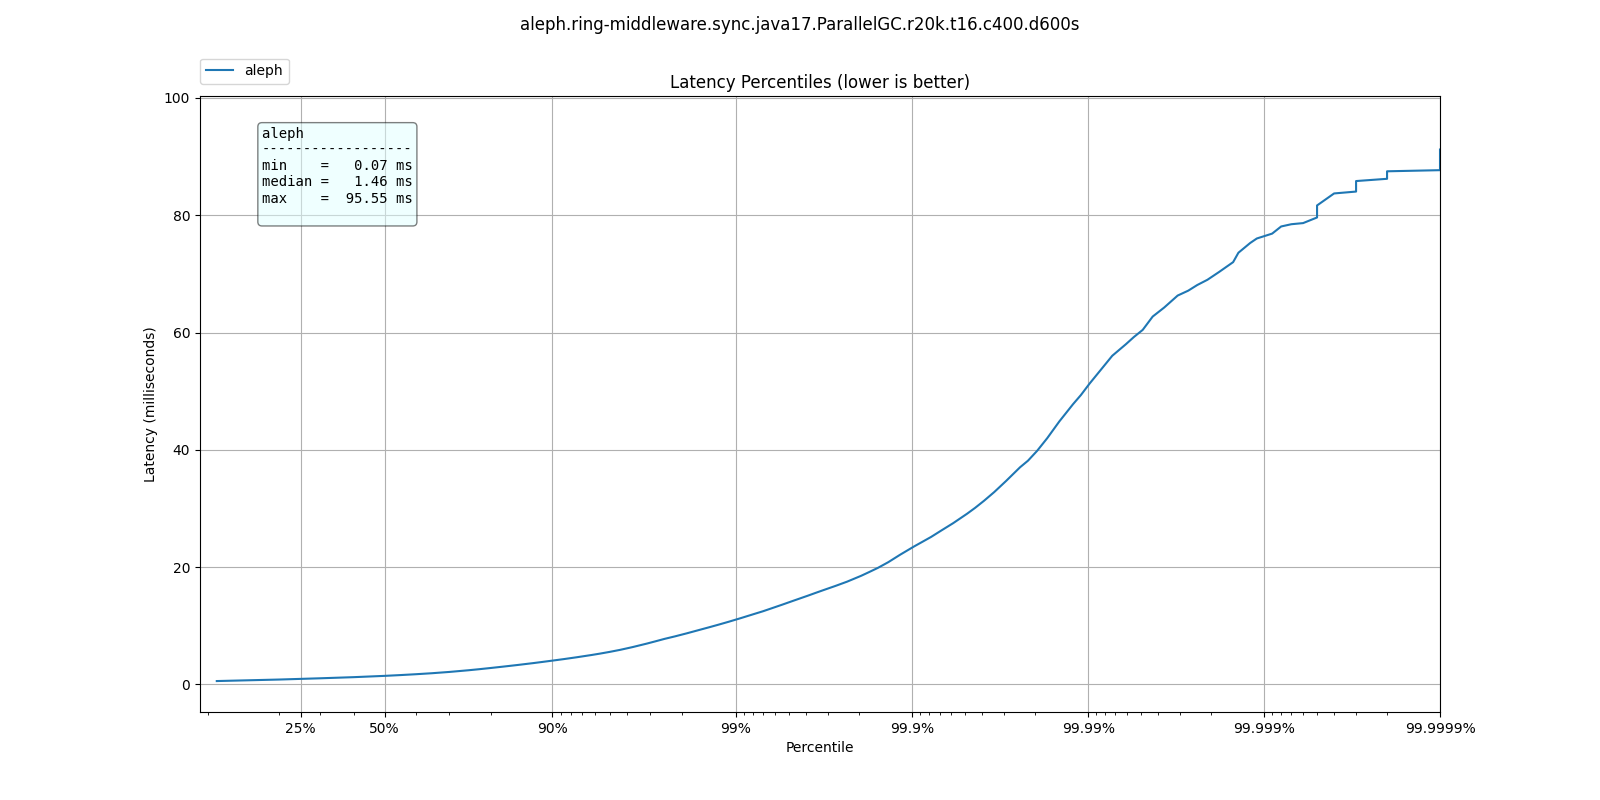 aleph.ring-middleware.sync.java17.ParallelGC.r20k.t16.c400.d600s
aleph
Latency Percentiles (lower is better)
100
80
60
40
20
0
Latency (milliseconds)
aleph
------------------
min    =   0.07 ms
median =   1.46 ms
max    =  95.55 ms
25%
50%
90%
99%
99.9%
99.99%
99.999%
99.9999%
Percentile